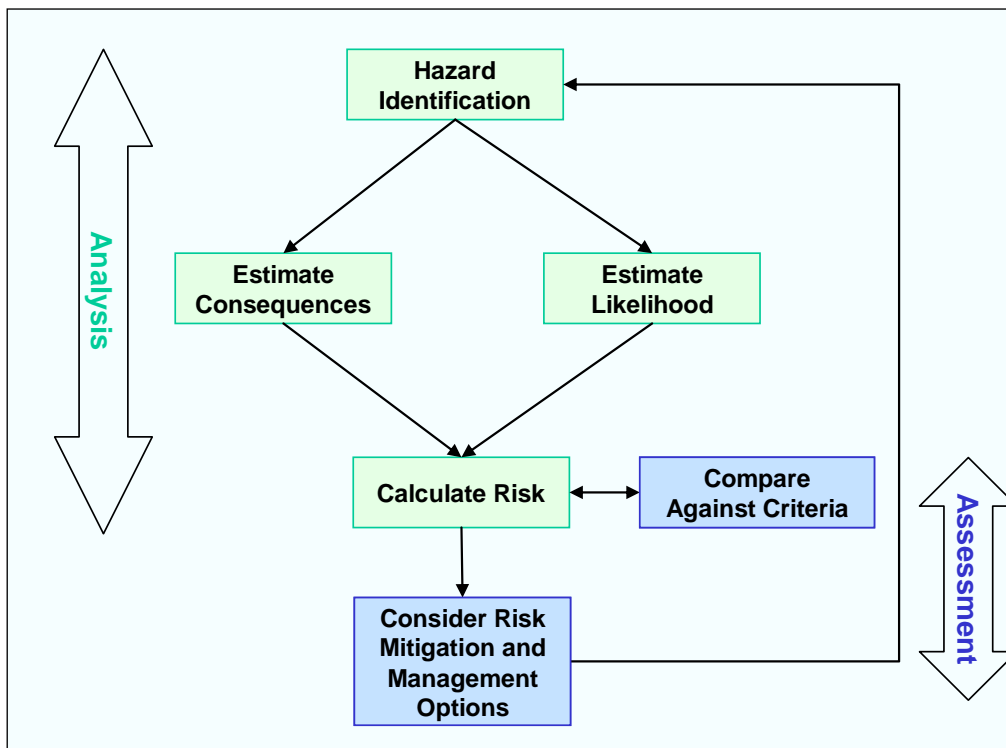 Hazard
Identification
Analysis
Estimate
Consequences
Estimate
Likelihood
Calculate Risk
Compare
Against Criteria
Assessment
Consider Risk
Mitigation and
Management
Options